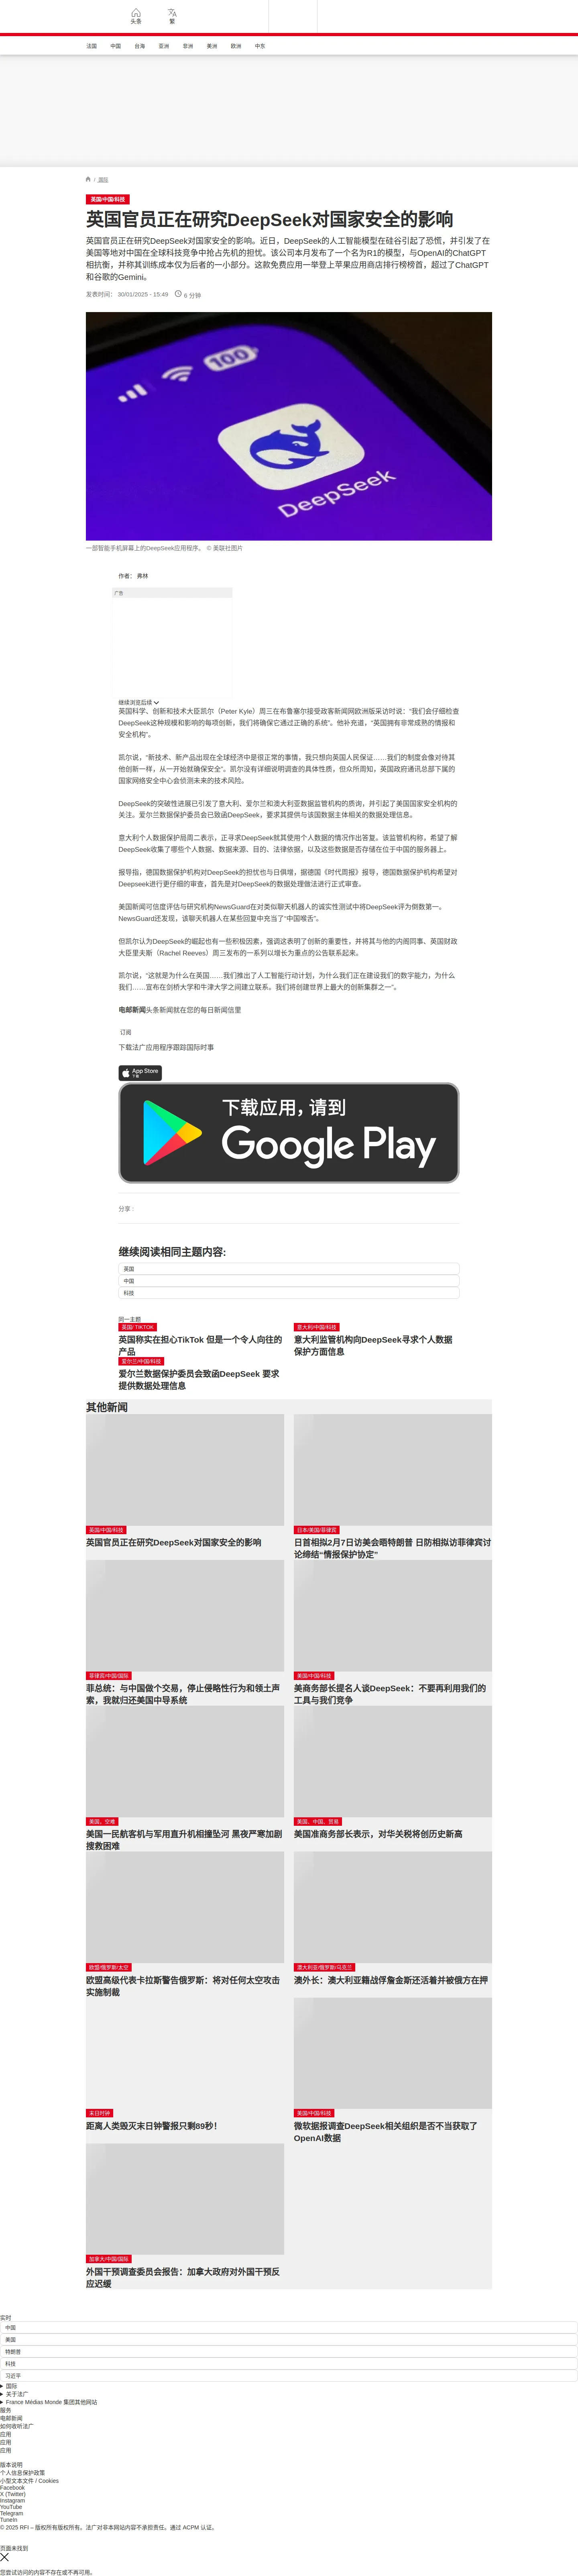 头条
繁
法国 中国 台海 亚洲 非洲 美洲 欧洲 中东
/ 国际
英国/中国/科技
英国官员正在研究DeepSeek对国家安全的影响
英国官员正在研究DeepSeek对国家安全的影响。近日，DeepSeek的人工智能模型在硅谷引起了恐慌，并引发了在
美国等地对中国在全球科技竞争中抢占先机的担忧。该公司本月发布了一个名为R1的模型，与OpenAI的ChatGPT
相抗衡，并称其训练成本仅为后者的一小部分。这款免费应用一举登上苹果应用商店排行榜榜首，超过了ChatGPT
和谷歌的Gemini。
发表时间： 30/01/2025 - 15:49 6 分钟
100
DeepSeek
一部智能手机屏幕上的DeepSeek应用程序。 © 美联社图片
作者： 弗林
广告
继续浏览后续
英国科学、创新和技术大臣凯尔（Peter Kyle）周三在布鲁塞尔接受政客新闻网欧洲版采访时说：“我们会仔细检查
DeepSeek这种规模和影响的每项创新，我们将确保它通过正确的系统”。他补充道，“英国拥有非常成熟的情报和
安全机构”。
凯尔说，“新技术、新产品出现在全球经济中是很正常的事情，我只想向英国人民保证……我们的制度会像对待其
他创新一样，从一开始就确保安全”。凯尔没有详细说明调查的具体性质，但众所周知，英国政府通讯总部下属的
国家网络安全中心会侦测未来的技术风险。
DeepSeek的突破性进展已引发了意大利、爱尔兰和澳大利亚数据监管机构的质询，并引起了美国国家安全机构的
关注。爱尔兰数据保护委员会已致函DeepSeek，要求其提供与该国数据主体相关的数据处理信息。
意大利个人数据保护局周二表示，正寻求DeepSeek就其使用个人数据的情况作出答复。该监管机构称，希望了解
DeepSeek收集了哪些个人数据、数据来源、目的、法律依据，以及这些数据是否存储在位于中国的服务器上。
报导指，德国数据保护机构对DeepSeek的担忧也与日俱增，据德国《时代周报》报导，德国数据保护机构希望对
Deepseek进行更仔细的审查，首先是对DeepSeek的数据处理做法进行正式审查。
美国新闻可信度评估与研究机构NewsGuard在对类似聊天机器人的诚实性测试中将DeepSeek评为倒数第一。
NewsGuard还发现，该聊天机器人在某些回复中充当了“中国喉舌”。
但凯尔认为DeepSeek的崛起也有一些积极因素，强调这表明了创新的重要性，并将其与他的内阁同事、英国财政
大臣里夫斯（Rachel Reeves）周三发布的一系列以增长为重点的公告联系起来。
凯尔说，“这就是为什么在英国……我们推出了人工智能行动计划，为什么我们正在建设我们的数字能力，为什么
我们……宣布在剑桥大学和牛津大学之间建立联系。我们将创建世界上最大的创新集群之一”。
电邮新闻头条新闻就在您的每日新闻信里
订阅
下载法广应用程序跟踪国际时事
App Store
下载应用，请到
Google Play
分享 :
继续阅读相同主题内容:
英国
中国
科技
同一主题
英国/ TIKTOK
英国称实在担心TikTok 但是一个令人向往的
产品
意大利/中国/科技
意大利监管机构向DeepSeek寻求个人数据
保护方面信息
爱尔兰/中国/科技
爱尔兰数据保护委员会致函DeepSeek 要求
提供数据处理信息
其他新闻
英国/中国/科技
英国官员正在研究DeepSeek对国家安全的影响
日本/美国/菲律宾
日首相拟2月7日访美会晤特朗普 日防相拟访菲律宾讨
论缔结“情报保护协定”
菲律宾/中国/国际
菲总统：与中国做个交易，停止侵略性行为和领土声
索，我就归还美国中导系统
美国/中国/科技
美商务部长提名人谈DeepSeek：不要再利用我们的
工具与我们竞争
美国，空难
美国一民航客机与军用直升机相撞坠河 黑夜严寒加剧
搜救困难
美国、中国、贸易
美国准商务部长表示，对华关税将创历史新高
欧盟/俄罗斯/太空
欧盟高级代表卡拉斯警告俄罗斯：将对任何太空攻击
实施制裁
澳大利亚/俄罗斯/乌克兰
澳外长：澳大利亚籍战俘詹金斯还活着并被俄方在押
末日时钟
距离人类毁灭末日钟警报只剩89秒！
美国/中国/科技
微软据报调查DeepSeek相关组织是否不当获取了
OpenAI数据
加拿大/中国/国际
外国干预调查委员会报告：加拿大政府对外国干预反
应迟缓
实时
中国
美国
特朗普
科技
习近平
国际
关于法广
France Médias Monde 集团其他网站
服务
电邮新闻
如何收听法广
应用
应用
应用
版本说明
个人信息保护政策
小型文本文件 / Cookies
Facebook
X (Twitter)
Instagram
YouTube
Telegram
TuneIn
© 2025 RFI – 版权所有版权所有。法广对非本网站内容不承担责任。通过 ACPM 认证。
页面未找到
您尝试访问的内容不存在或不再可用。